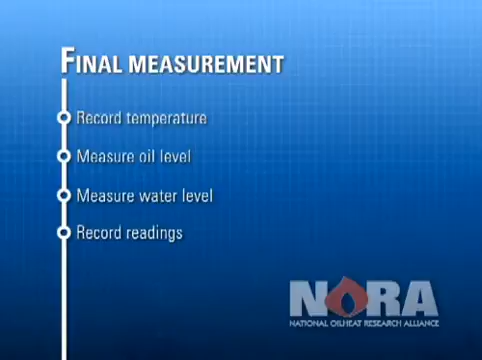 FINAL MEASUREMENT
Record temperature
Measure oil level
Measure water level
Record readings
NORA
NATIONAL OILHEAT RESEARCH ALLIANCE